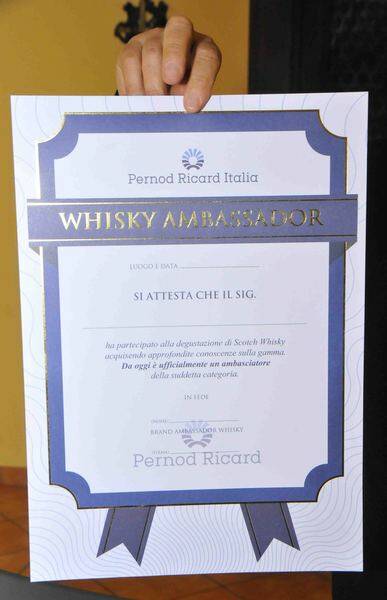 Pernod Ricard Italia
WHISKY AMBASSADOR
LUOGO E DATA
SI ATTESTA CHE IL SIG.
ha partecipato alla degustazione di Scotch Whisky
acquisendo approfondite conoscenze sulla gamma.
Da oggi è ufficialmente un ambasciatore
della suddetta categoria.
IN FEDE
(NOME)
BRAND AMBASSADOR WHISKY
(FIRMA)
Pernod Ricard